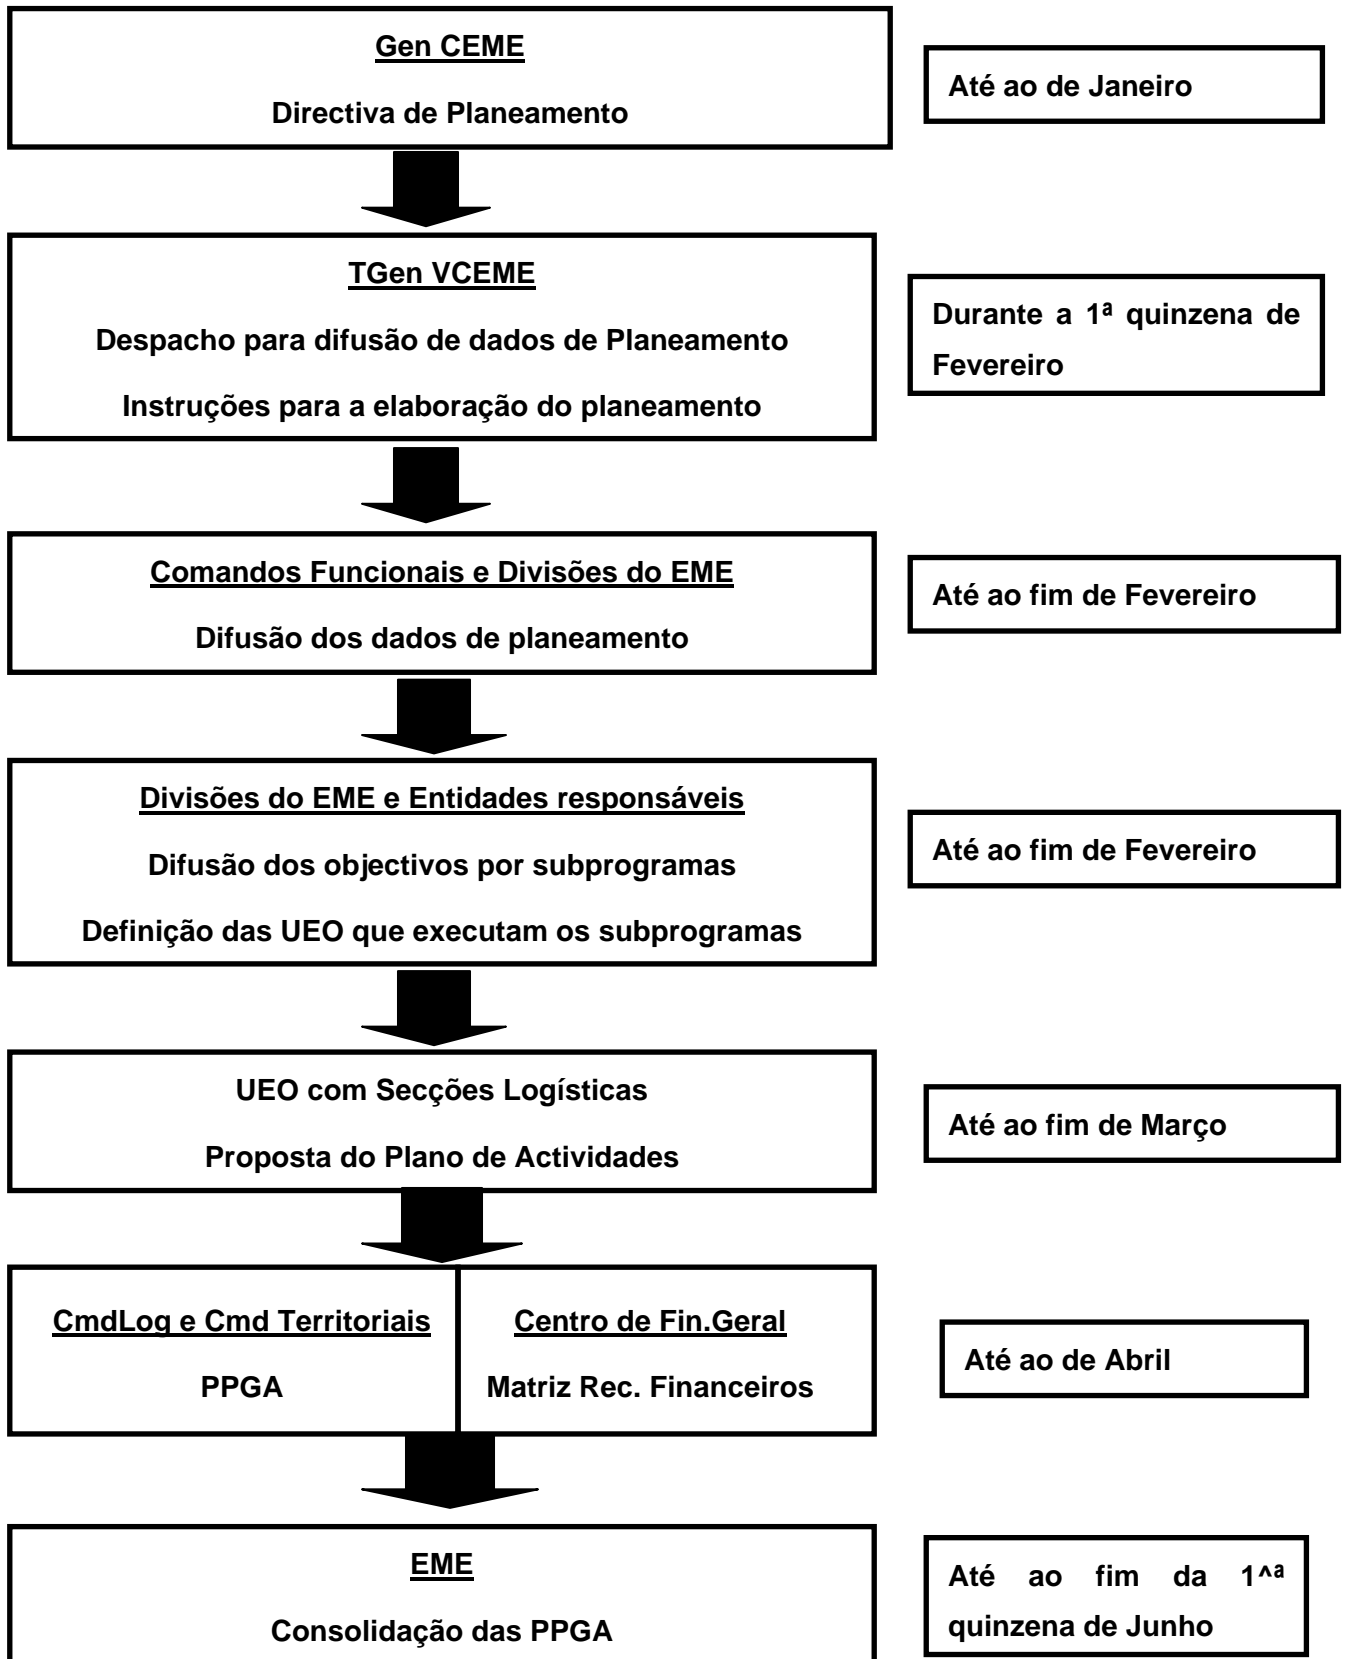 Gen CEME
Directiva de Planeamento
Até ao de Janeiro
TGen VCEME
Despacho para difusão de dados de Planeamento
Instruções para a elaboração do planeamento
Durante a 1ª quinzena de
Fevereiro
Comandos Funcionais e Divisões do EME
Difusão dos dados de planeamento
Até ao fim de Fevereiro
Divisões do EME e Entidades responsáveis
Difusão dos objectivos por subprogramas
Definição das UEO que executam os subprogramas
Até ao fim de Fevereiro
UEO com Secções Logísticas
Proposta do Plano de Actividades
Até ao fim de Março
CmdLog e Cmd Territoriais
PPGA
Centro de Fin.Geral
Matriz Rec. Financeiros
Até ao de Abril
EME
Consolidação das PPGA
Até ao fim da 1^ª
quinzena de Junho